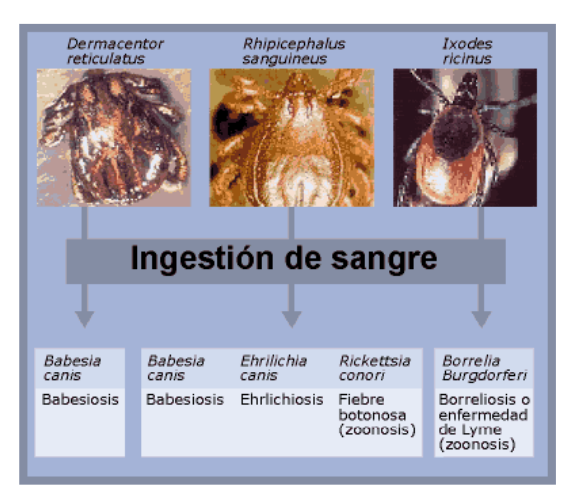 Dermacentor
reticulatus
Rhipicephalus
sanguineus
Ixodes
ricinus
Ingestión de sangre
Babesia
canis
Babesiosis
Babesia
canis
Babesiosis
Ehrilichia
canis
Ehrlichiosis
Rickettsia
conori
Fiebre
botonosa
(zoonosis)
Borrelia
Burgdorferi
Borreliosis o
enfermedad
de Lyme
(zoonosis)